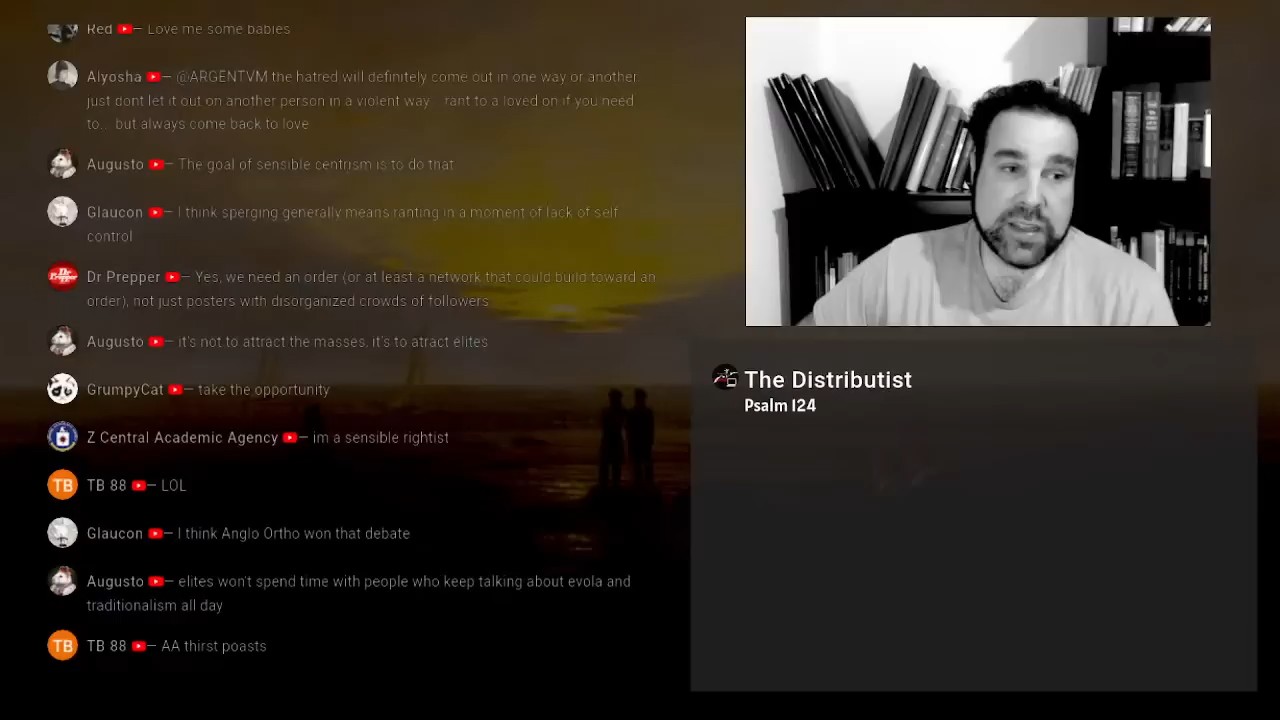 Red — Love me some babies
Alyosha — @ARGENTVM the hatred will definitely come out in one way or another
just dont let it out on another person in a violent way... rant to a loved on if you need
to... but always come back to love
Augusto — The goal of sensible centrism is to do that
Glaucon — I think sperging generally means ranting in a moment of lack of self
control
Dr Prepper — Yes, we need an order (or at least a network that could build toward an
order), not just posters with disorganized crowds of followers
Augusto — it's not to attract the masses, it's to atract elites
GrumpyCat — take the opportunity
Z Central Academic Agency — im a sensible rightist
TB 88 — LOL
Glaucon — I think Anglo Ortho won that debate
Augusto — elites won't spend time with people who keep talking about evola and
traditionalism all day
TB 88 — AA thirst poasts
TB
TB
The Distributist
Psalm 124